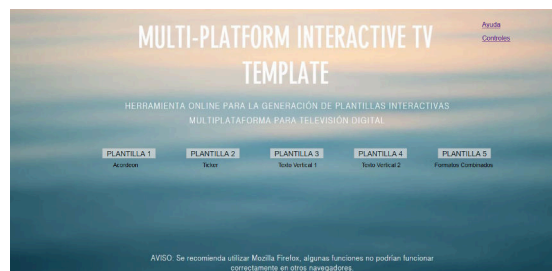 Ayuda
Controles
MULTI-PLATFORM INTERACTIVE TV
TEMPLATE
HERRAMIENTA ONLINE PARA LA GENERACIÓN DE PLANTILLAS INTERACTIVAS
MULTIPLATAFORMA PARA TELEVISIÓN DIGITAL
PLANTILLA 1 PLANTILLA 2 PLANTILLA 3 PLANTILLA 4 PLANTILLA 5
Acordeon Ticker Texto Vertical 1 Texto Vertical 2 Formatos Combinados
AVISO: Se recomienda utilizar Mozilla Firefox, algunas funciones no podrían funcionar
correctamente en otros navegadores.